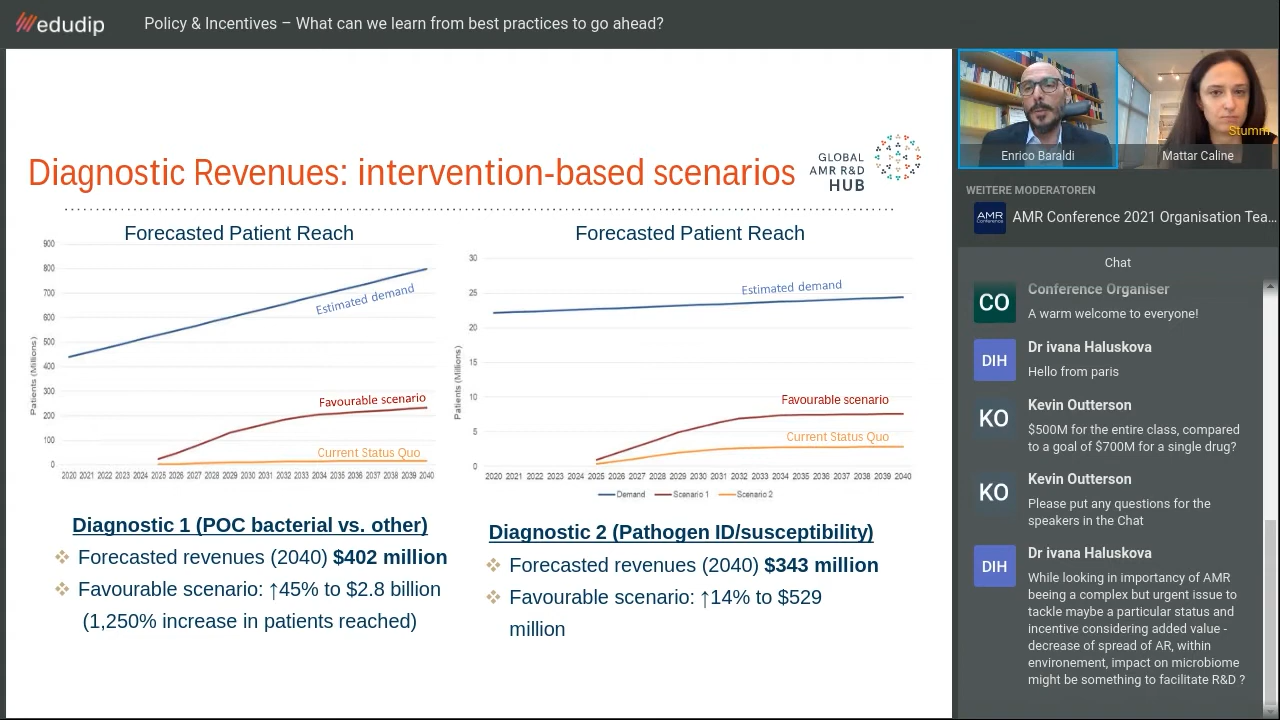 edudip
Policy & Incentives – What can we learn from best practices to go ahead?
Diagnostic Revenues: intervention-based scenarios
GLOBAL
AMR R&D
HUB
Forecasted Patient Reach
900
800
700
600
500
400
300
200
100
0
Patients (Millions)
Estimated demand
Favourable scenario
Current Status Quo
2020 2021 2022 2023 2024 2025 2026 2027 2028 2029 2030 2031 2032 2033 2034 2035 2036 2037 2038 2039 2040
Forecasted Patient Reach
30
25
20
15
10
5
0
Patients (Millions)
Estimated demand
Favourable scenario
Current Status Quo
2020 2021 2022 2023 2024 2025 2026 2027 2028 2029 2030 2031 2032 2033 2034 2035 2036 2037 2038 2039 2040
Demand Scenario 1 Scenario 2
Diagnostic 1 (POC bacterial vs. other)
Forecasted revenues (2040) $402 million
Favourable scenario: ↑45% to $2.8 billion
(1,250% increase in patients reached)
Diagnostic 2 (Pathogen ID/susceptibility)
Forecasted revenues (2040) $343 million
Favourable scenario: ↑14% to $529
million
Stumm
Enrico Baraldi
Mattar Caline
WEITERE MODERATOREN
AMR
Conference
AMR Conference 2021 Organisation Tea...
Chat
CO
Conference Organiser
A warm welcome to everyone!
DIH
Dr ivana Haluskova
Hello from paris
KO
Kevin Outterson
$500M for the entire class, compared
to a goal of $700M for a single drug?
KO
Kevin Outterson
Please put any questions for the
speakers in the Chat
DIH
Dr ivana Haluskova
While looking in importancy of AMR
beeing a complex but urgent issue to
tackle maybe a particular status and
incentive considering added value -
decrease of spread of AR, within
environement, impact on microbiome
might be something to facilitate R&D ?